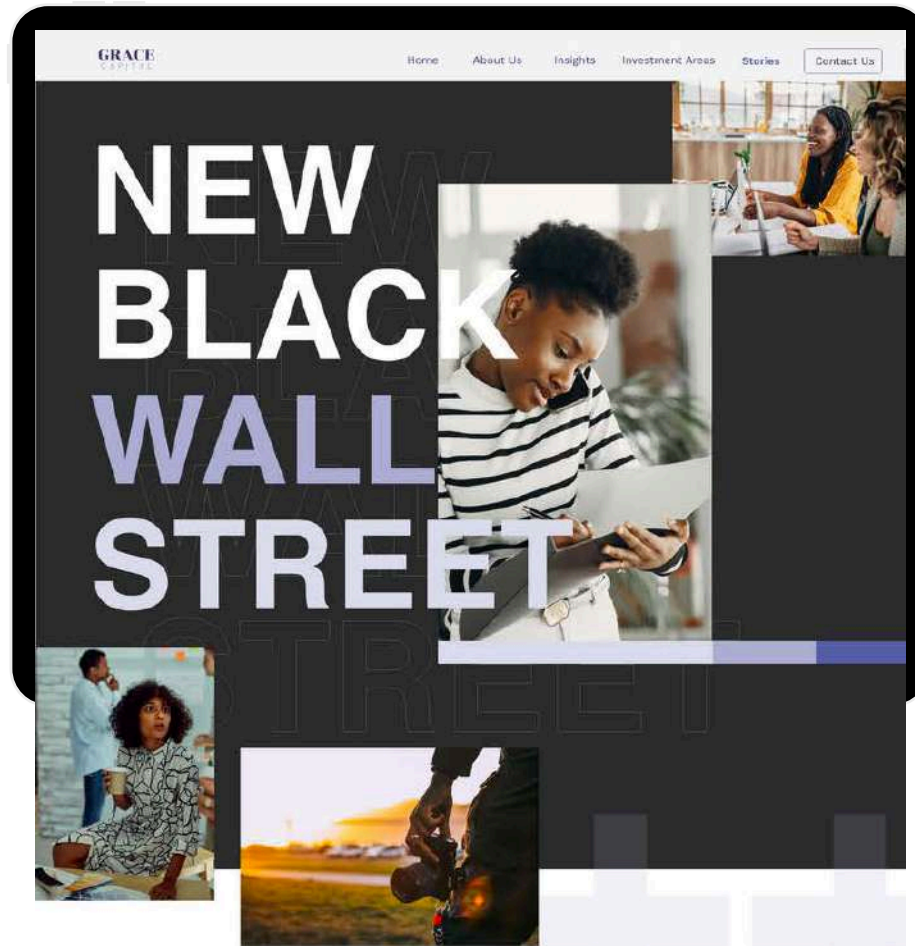 GRACE
CAPITAL
Home About Us Insights Investment Areas Stories Contact Us
NEW
BLACK
WALL
STREET